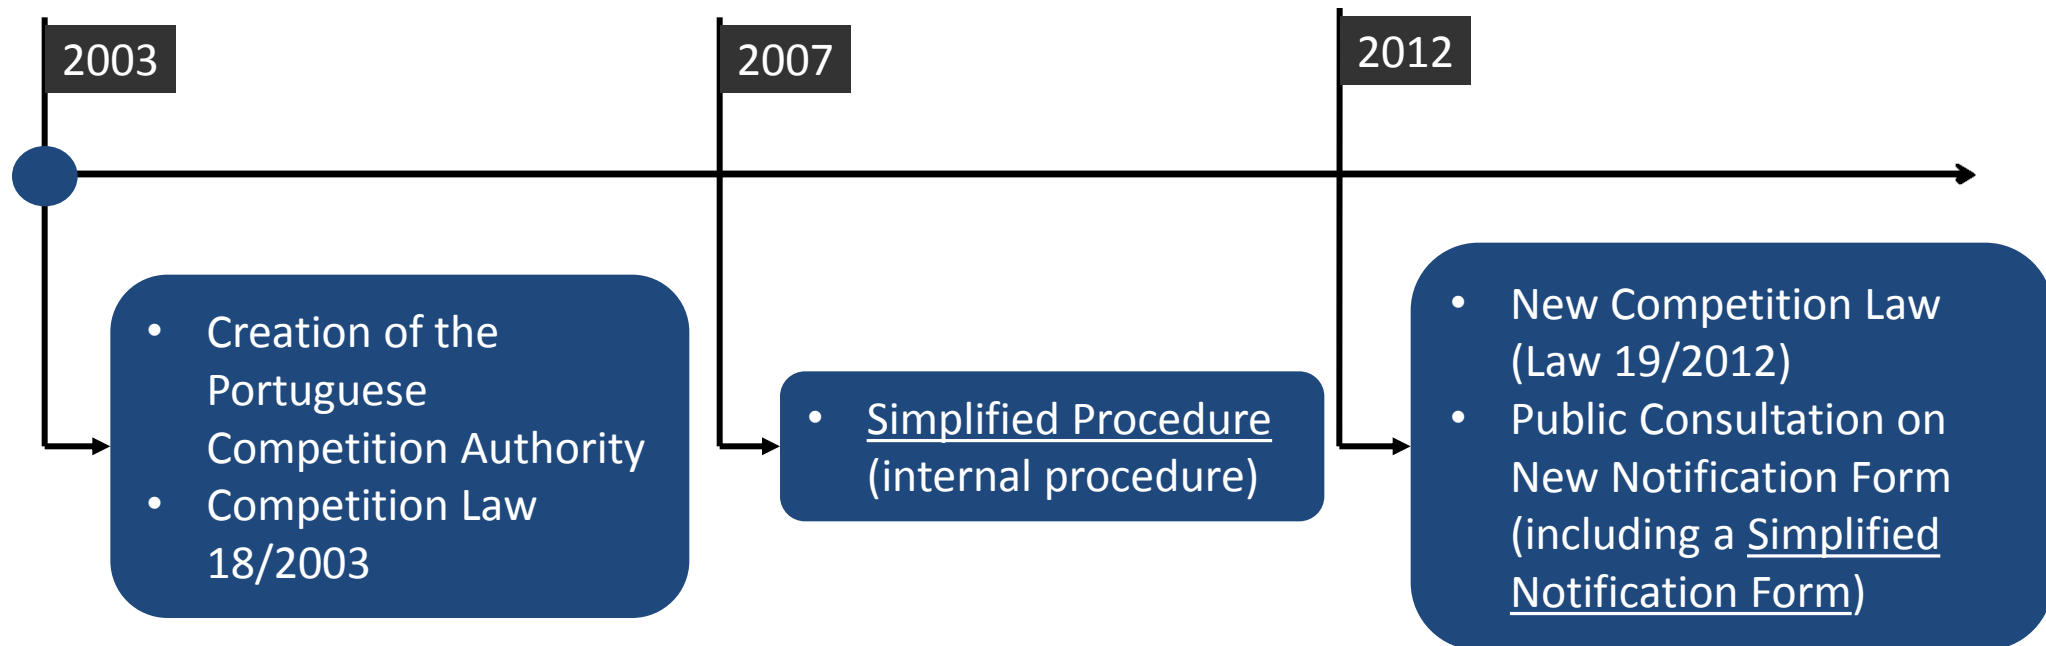 2003
2007
2012
• Creation of the
Portuguese
Competition Authority
• Competition Law
18/2003
• Simplified Procedure
(internal procedure)
• New Competition Law
(Law 19/2012)
• Public Consultation on
New Notification Form
(including a Simplified
Notification Form)